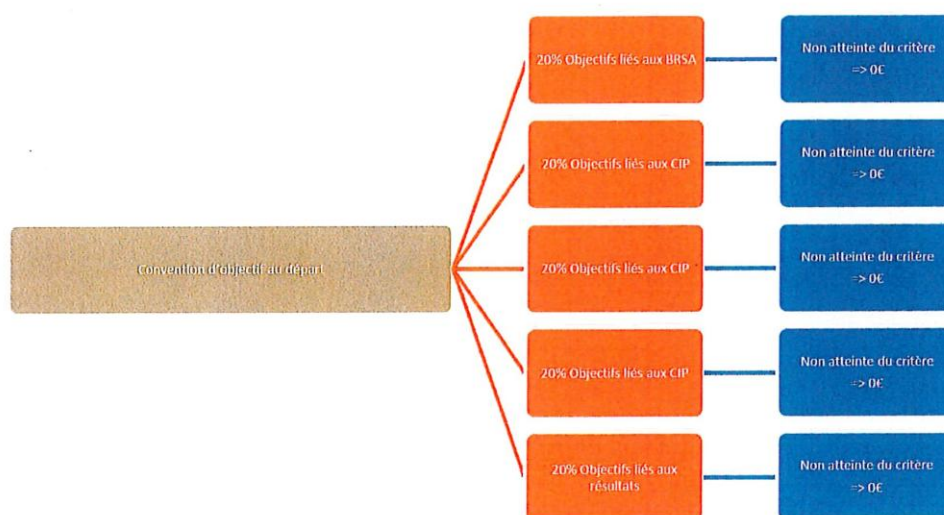 20% Objectifs liés aux BRSA
Non atteinte du critère
=> 0€
20% Objectifs liés aux CIP
Non atteinte du critère
=> 0€
Convention d'objectif au départ
20% Objectifs liés aux CIP
Non atteinte du critère
=> 0€
20% Objectifs liés aux CIP
Non atteinte du critère
=> 0€
20% Objectifs liés aux
résultats
Non atteinte du critère
=> 0€